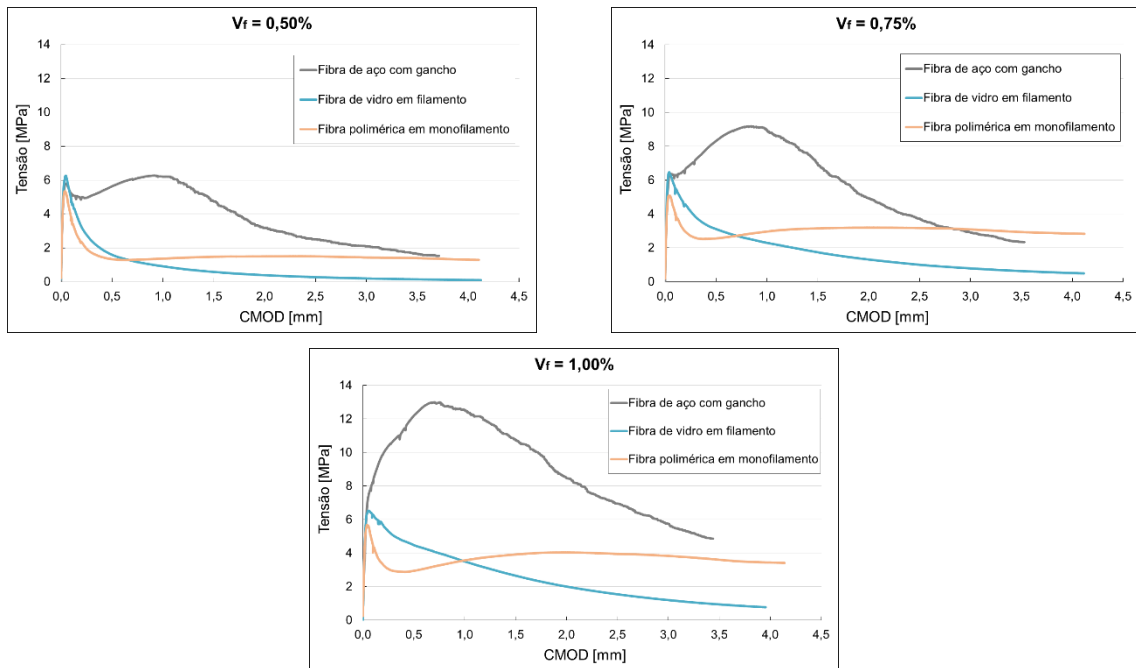 Vf = 0,50%
14
12
10
8
6
4
2
0
Tensão [MPa]
Fibra de aço com gancho
Fibra de vidro em filamento
Fibra polimérica em monofilamento
0,0 0,5 1,0 1,5 2,0 2,5 3,0 3,5 4,0 4,5
CMOD [mm]
Vf = 0,75%
14
12
10
8
6
4
2
0
Tensão [MPa]
Fibra de aço com gancho
Fibra de vidro em filamento
Fibra polimérica em monofilamento
0,0 0,5 1,0 1,5 2,0 2,5 3,0 3,5 4,0 4,5
CMOD [mm]
Vf = 1,00%
14
12
10
8
6
4
2
0
Tensão [MPa]
Fibra de aço com gancho
Fibra de vidro em filamento
Fibra polimérica em monofilamento
0,0 0,5 1,0 1,5 2,0 2,5 3,0 3,5 4,0 4,5
CMOD [mm]